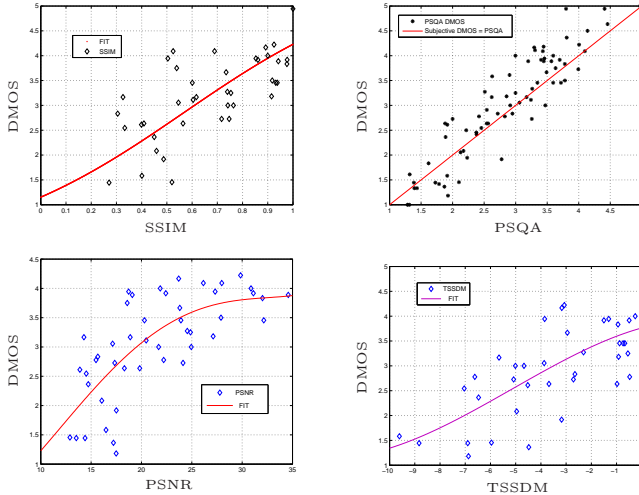 DMOS
5
4.5
4
3.5
3
2.5
2
1.5
1
FIT
SSIM
0 0.1 0.2 0.3 0.4 0.5 0.6 0.7 0.8 0.9 1
SSIM
5
4.5
4
3.5
3
2.5
2
1.5
1
DMOS
PSQA DMOS
Subjective DMOS = PSQA
1 1.5 2 2.5 3 3.5 4 4.5
PSQA
DMOS
5
4.5
4
3.5
3
2.5
2
1.5
1
PSNR
FIT
10 15 20 25 30 35
PSNR
DMOS
5
4.5
4
3.5
3
2.5
2
1.5
1
TSSDM
FIT
−10 −9 −8 −7 −6 −5 −4 −3 −2 −1
TSSDM